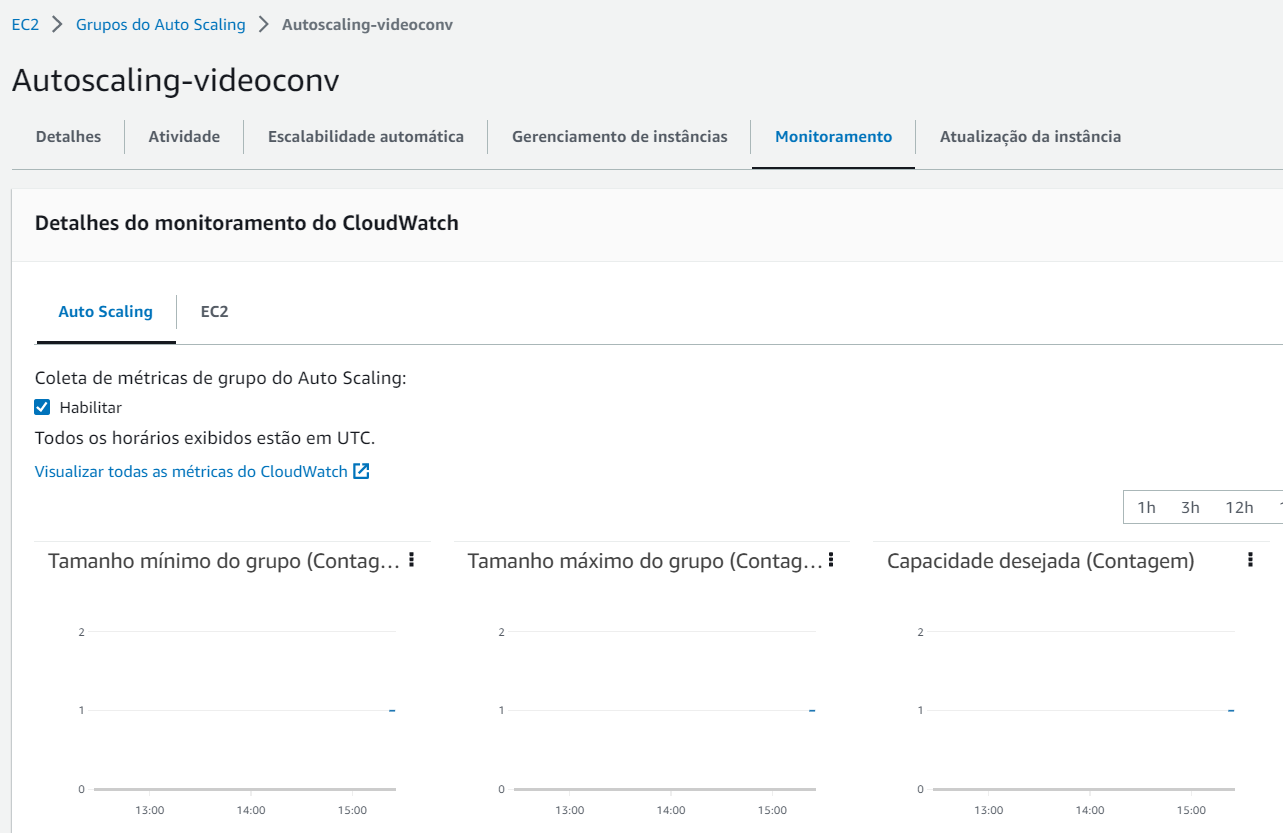 EC2 > Grupos do Auto Scaling > Autoscaling-videoconv
Autoscaling-videoconv
Detalhes Atividade Escalabilidade automática Gerenciamento de instâncias Monitoramento Atualização da instância
Detalhes do monitoramento do CloudWatch
Auto Scaling EC2
Coleta de métricas de grupo do Auto Scaling:
Habilitar
Todos os horários exibidos estão em UTC.
Visualizar todas as métricas do CloudWatch
1h 3h 12h
Tamanho mínimo do grupo (Contag...
2
1
0
13:00 14:00 15:00
Tamanho máximo do grupo (Contag...
2
1
0
13:00 14:00 15:00
Capacidade desejada (Contagem)
2
1
0
13:00 14:00 15:00